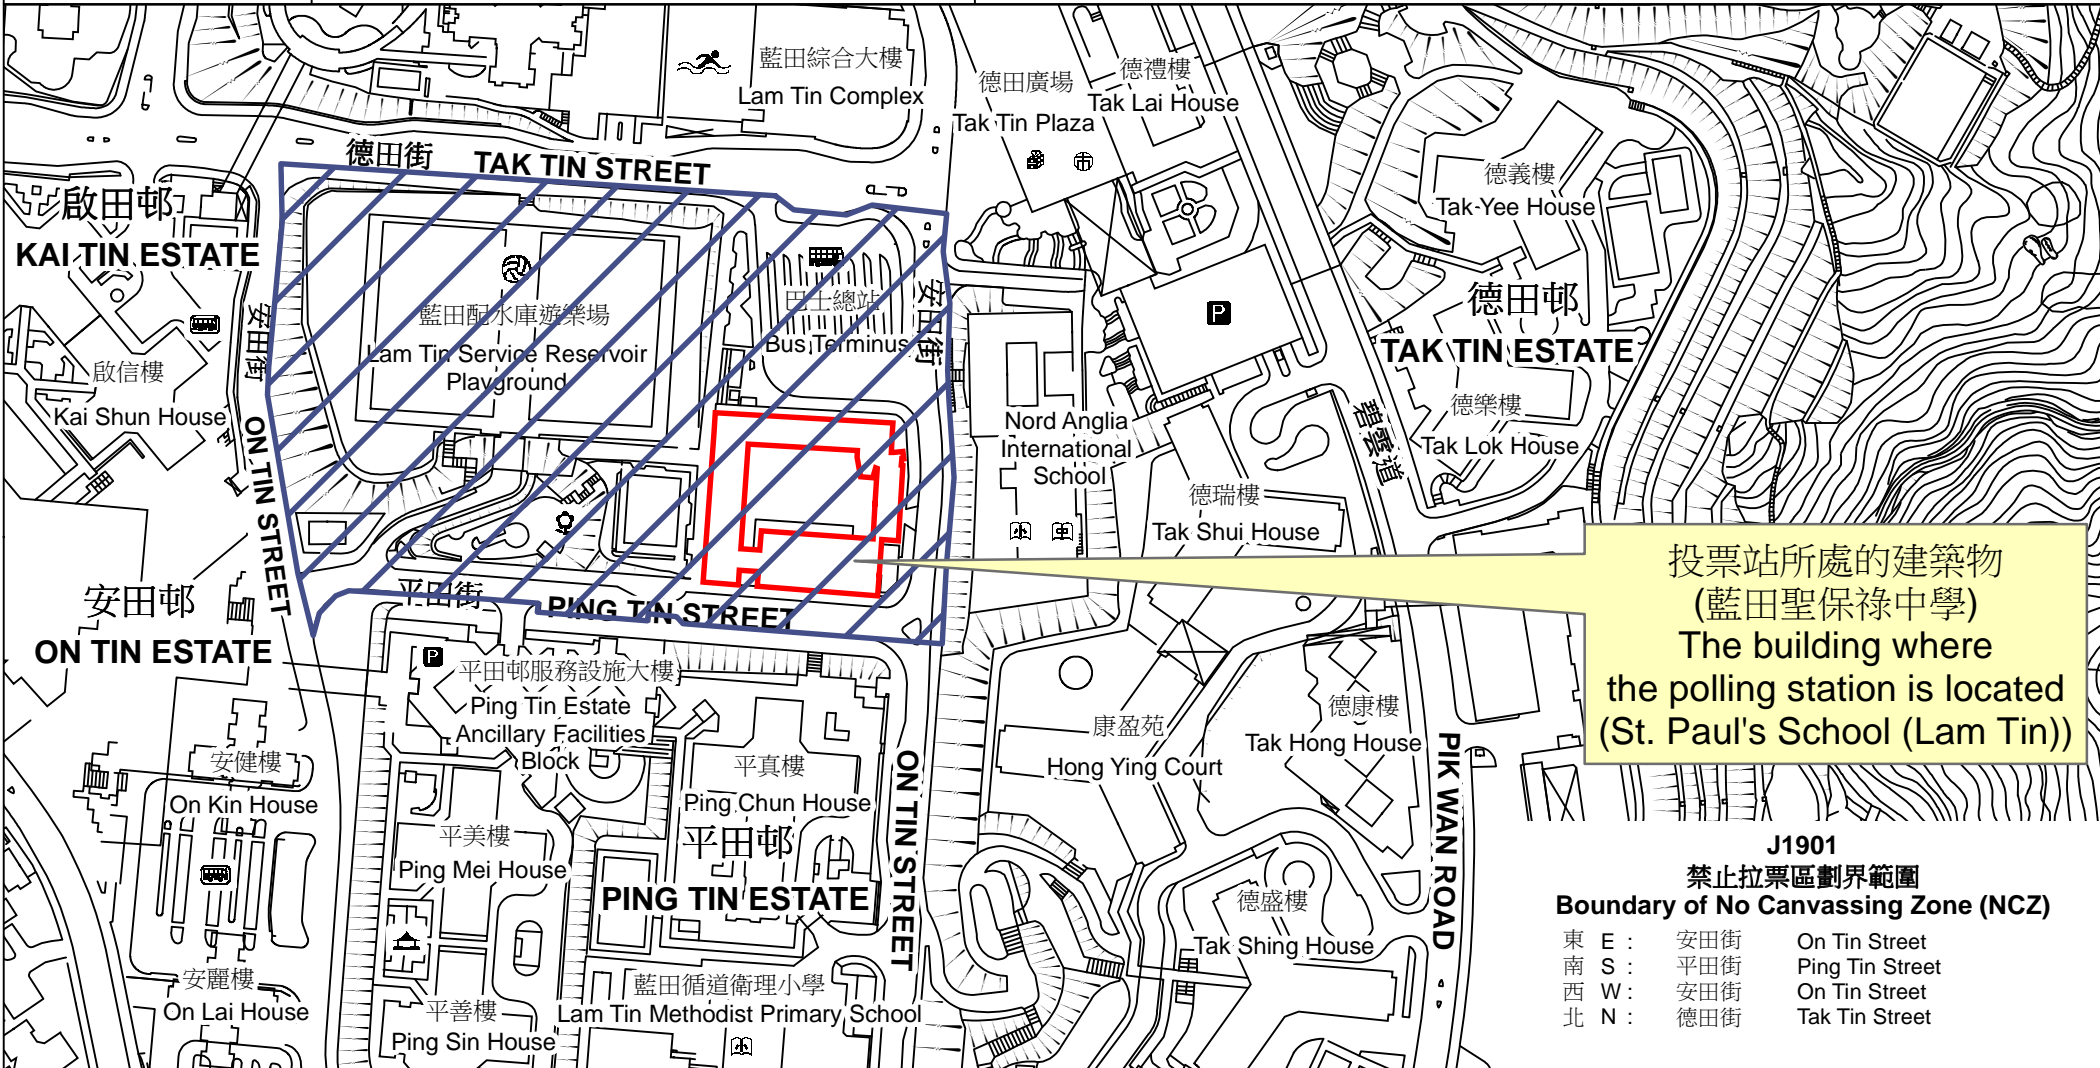 藍田綜合大樓
Lam Tin Complex
德田廣場
Tak Tin Plaza
德禮樓
Tak Lai House
德田街 TAK TIN STREET
德義樓
Tak Yee House
啟田邨
KAI TIN ESTATE
安田街
藍田配水庫遊樂場
Lam Tin Service Reservoir
Playground
巴士總站
Bus Terminus
安田街
P
德田邨
TAK TIN ESTATE
啟信樓
Kai Shun House
ON TIN STREET
Nord Anglia
International
School
小
中
碧雲道
德樂樓
Tak Lok House
德瑞樓
Tak Shui House
安田邨
ON TIN ESTATE
平田街
PING TIN STREET
投票站所處的建築物
(藍田聖保祿中學)
The building where
the polling station is located
(St. Paul's School (Lam Tin))
P
平田邨服務設施大樓
Ping Tin Estate
Ancillary Facilities
Block
康盈苑
Hong Ying Court
德康樓
Tak Hong House
安健樓
On Kin House
平真樓
Ping Chun House
ON TIN STREET
PIK WAN ROAD
平美樓
Ping Mei House
平田邨
PING TIN ESTATE
德盛樓
Tak Shing House
安麗樓
On Lai House
平善樓
Ping Sin House
藍田循道衞理小學
Lam Tin Methodist Primary School
小
J1901
禁止拉票區劃界範圍
Boundary of No Canvassing Zone (NCZ)
東 E : 安田街 On Tin Street
南 S : 平田街 Ping Tin Street
西 W : 安田街 On Tin Street
北 N : 德田街 Tak Tin Street